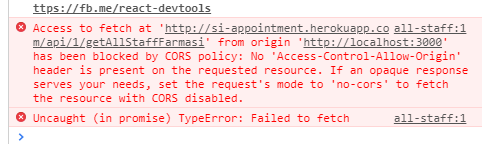 ttps://fb.me/react-devtools
Access to fetch at 'http://si-appointment.herokuapp.co all-staff:1
m/api/1/getAllStaffFarmasi' from origin 'http://localhost:3000'
has been blocked by CORS policy: No 'Access-Control-Allow-Origin'
header is present on the requested resource. If an opaque response
serves your needs, set the request's mode to 'no-cors' to fetch
the resource with CORS disabled.
Uncaught (in promise) TypeError: Failed to fetch all-staff:1